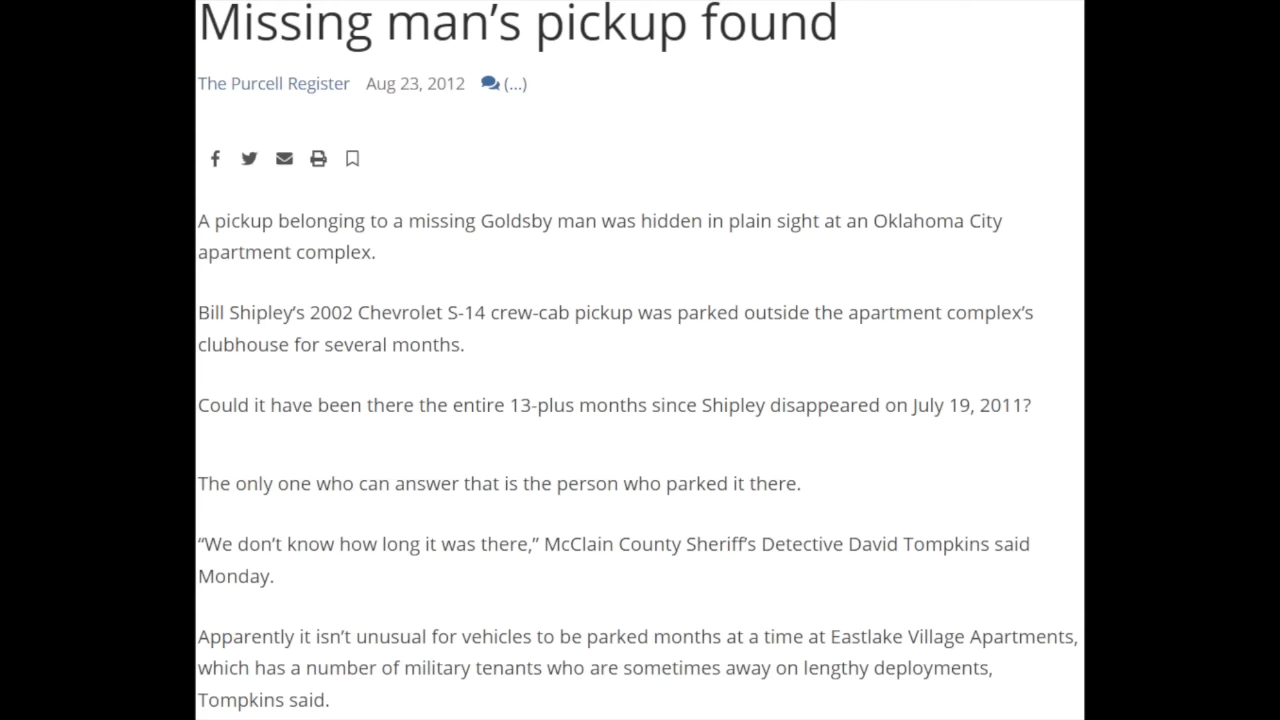 Missing man’s pickup found
The Purcell Register Aug 23, 2012 (...)
A pickup belonging to a missing Goldsby man was hidden in plain sight at an Oklahoma City
apartment complex.
Bill Shipley’s 2002 Chevrolet S-14 crew-cab pickup was parked outside the apartment complex’s
clubhouse for several months.
Could it have been there the entire 13-plus months since Shipley disappeared on July 19, 2011?
The only one who can answer that is the person who parked it there.
“We don’t know how long it was there,” McClain County Sheriff’s Detective David Tompkins said
Monday.
Apparently it isn’t unusual for vehicles to be parked months at a time at Eastlake Village Apartments,
which has a number of military tenants who are sometimes away on lengthy deployments,
Tompkins said.